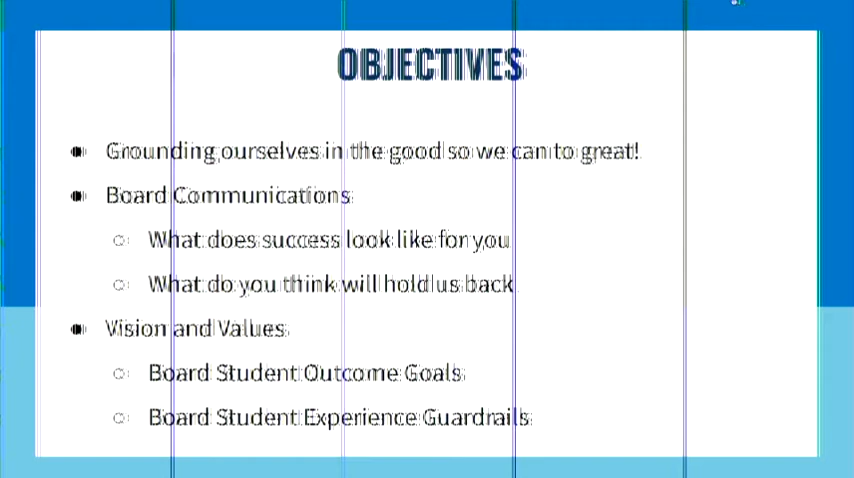 OBJECTIVES
● Grounding ourselves in the good so we can to great!
● Board Communications
○ What does success look like for you
○ What do you think will hold us back
● Vision and Values
○ Board Student Outcome Goals
○ Board Student Experience Guardrails